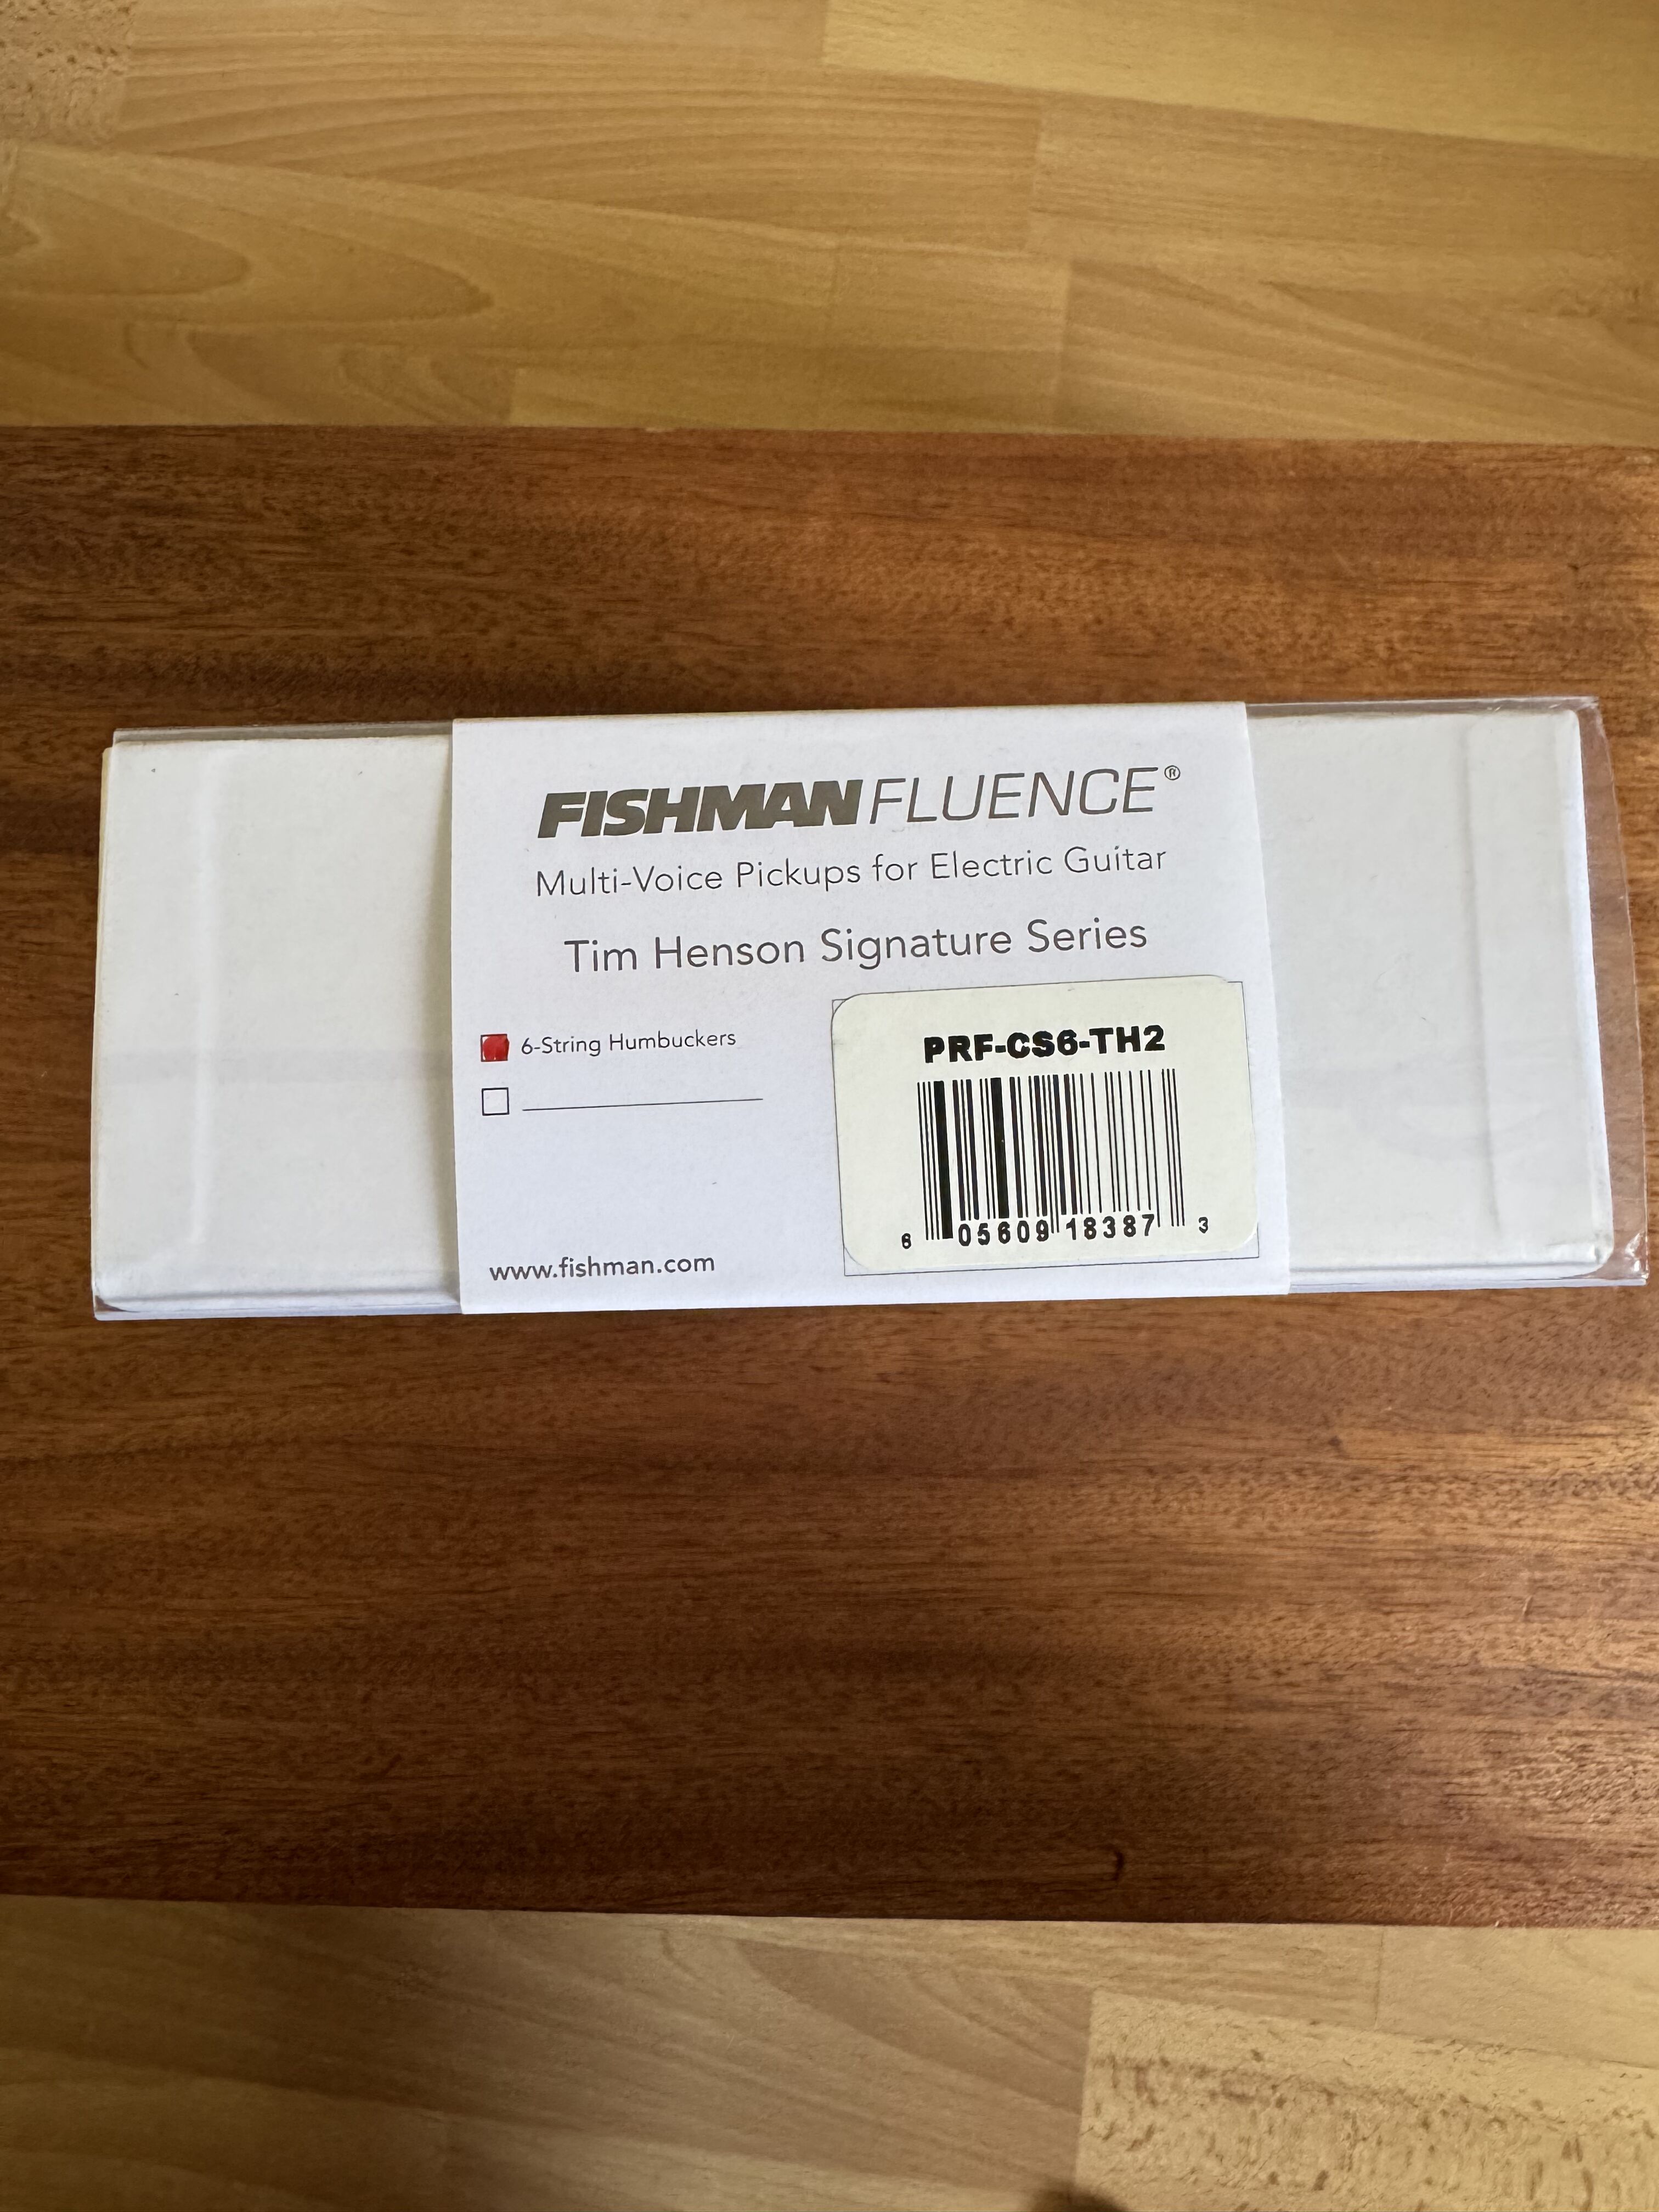 FISHMAN FLUENCE®
Multi-Voice Pickups for Electric Guitar
Tim Henson Signature Series
6-String Humbuckers
PRF-CS6-TH2
6 05609 18387 3
www.fishman.com